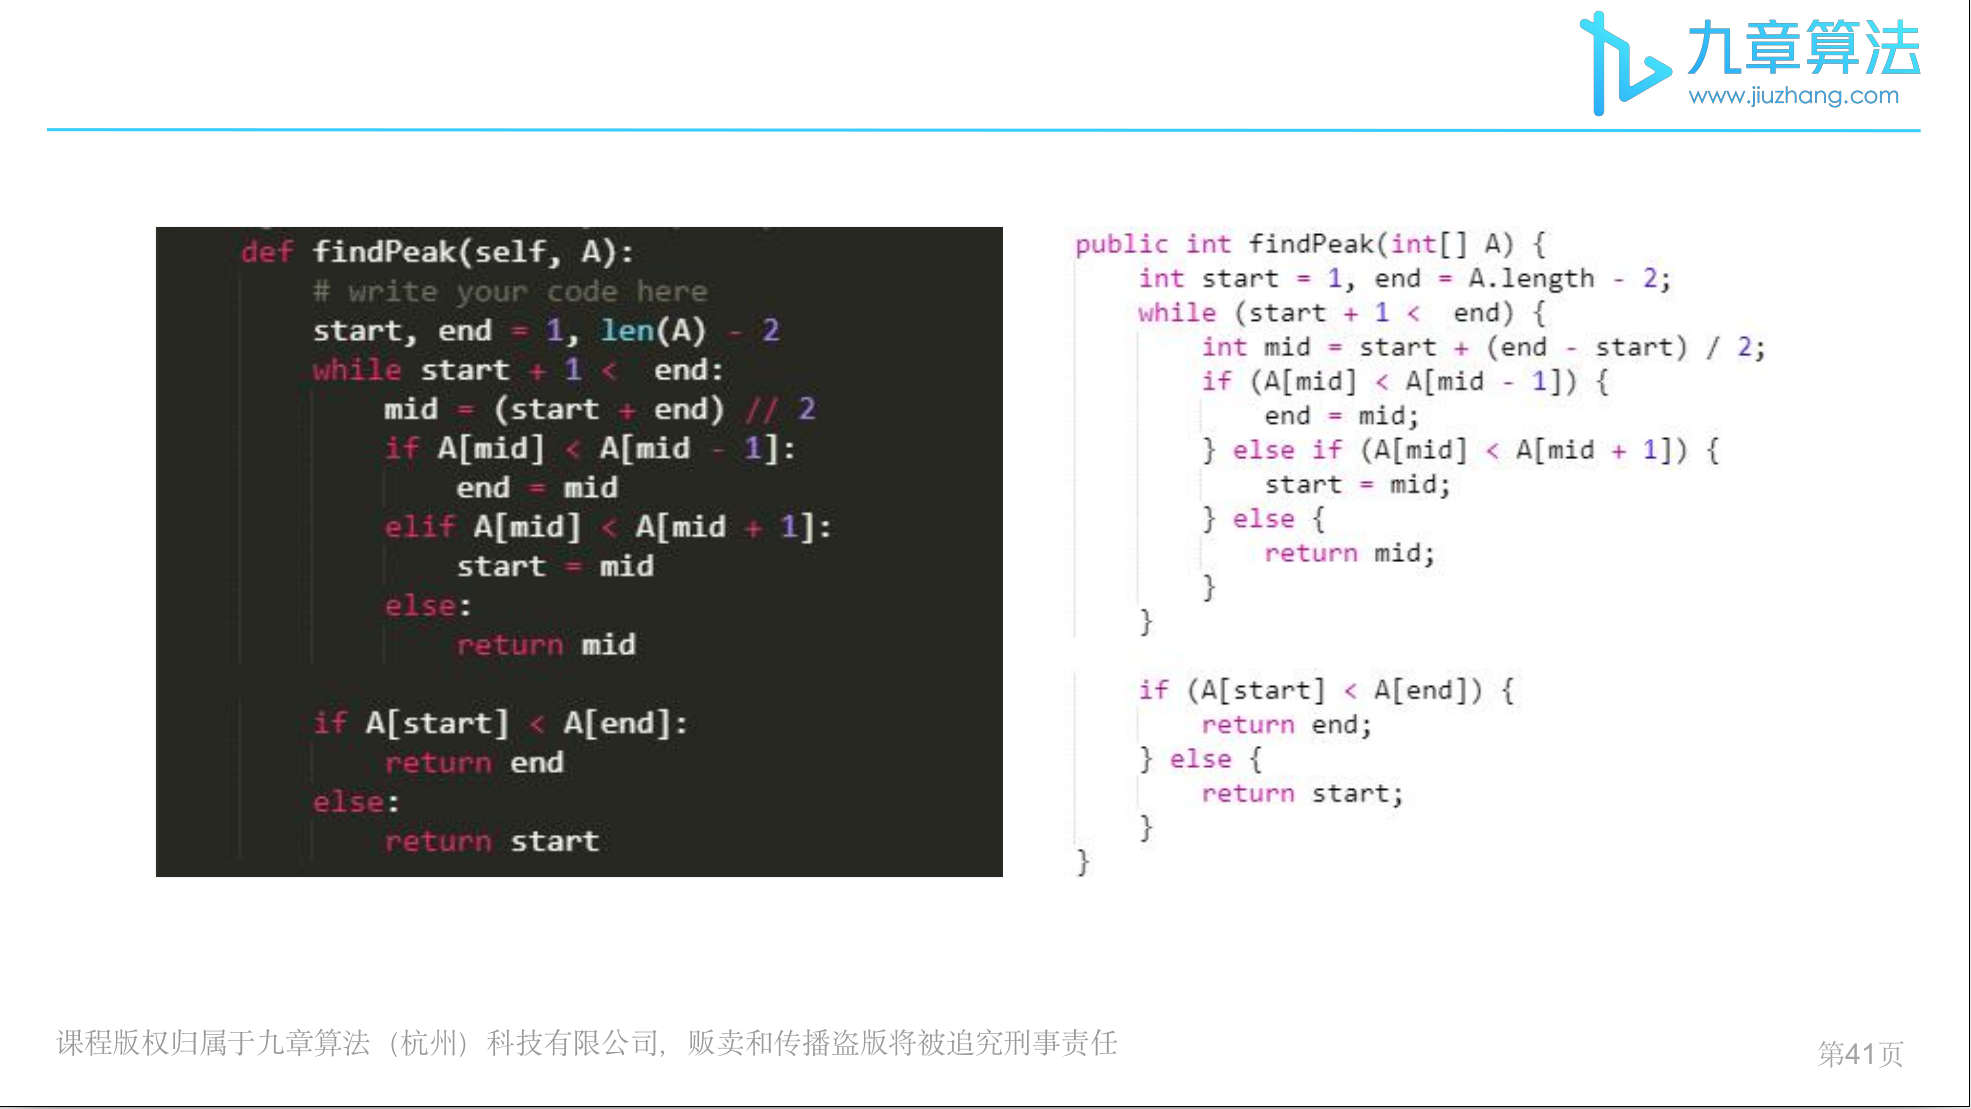 九章算法
www.jiuzhang.com
def findPeak(self, A):
    # write your code here
    start, end = 1, len(A) - 2
    while start + 1 <  end:
        mid = (start + end) // 2
        if A[mid] < A[mid - 1]:
            end = mid
        elif A[mid] < A[mid + 1]:
            start = mid
        else:
            return mid
    if A[start] < A[end]:
        return end
    else:
        return start
public int findPeak(int[] A) {
    int start = 1, end = A.length - 2;
    while (start + 1 <  end) {
        int mid = start + (end - start) / 2;
        if (A[mid] < A[mid - 1]) {
            end = mid;
        } else if (A[mid] < A[mid + 1]) {
            start = mid;
        } else {
            return mid;
        }
    }
    if (A[start] < A[end]) {
        return end;
    } else {
        return start;
    }
}
课程版权归属于九章算法（杭州）科技有限公司，贩卖和传播盗版将被追究刑事责任
第41页